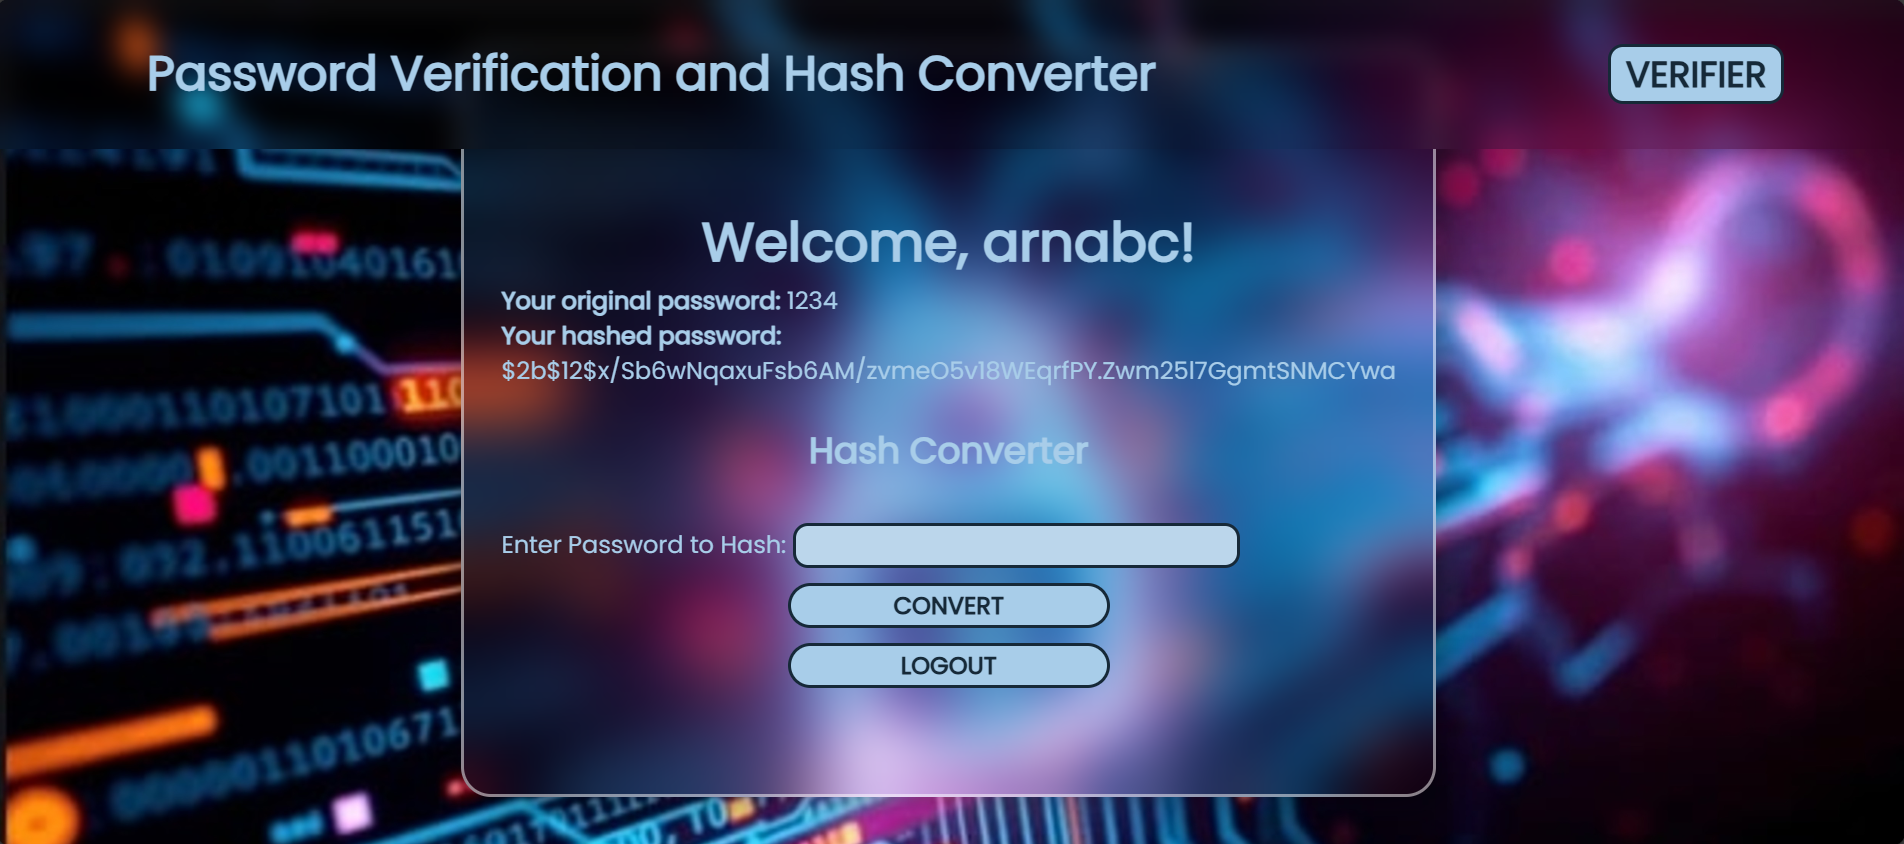 Password Verification and Hash Converter
VERIFIER
Welcome, arnabc!
Your original password: 1234
Your hashed password:
$2b$12$x/Sb6wNqaxuFsb6AM/zvmeO5v18WEqrfPY.Zwm25l7GgmtSNMCYwa
Hash Converter
Enter Password to Hash:
CONVERT
LOGOUT